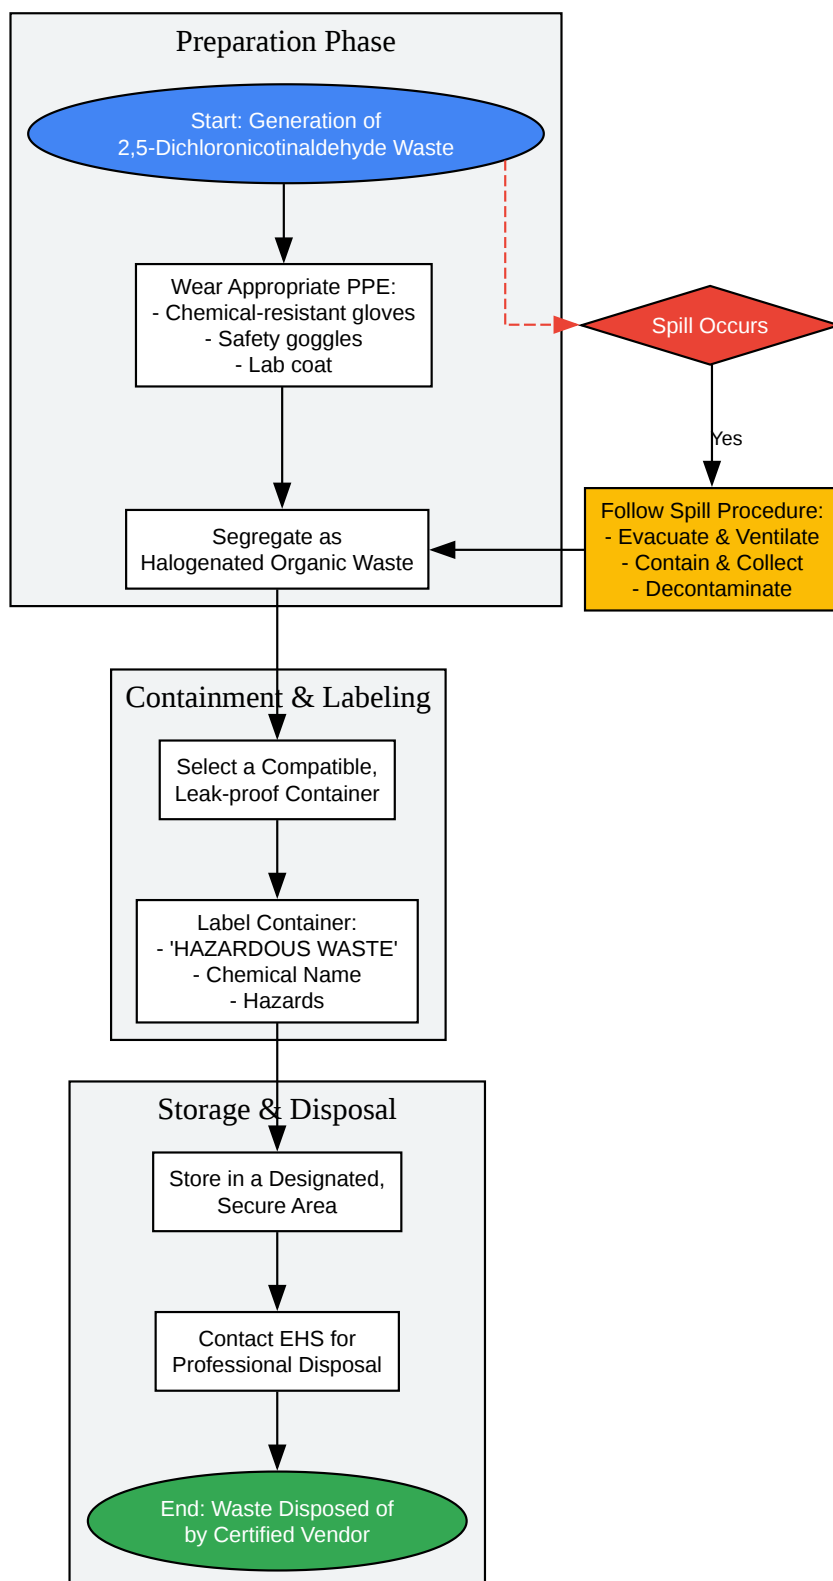 Preparation Phase
Start: Generation of
2,5-Dichloronicotinaldehyde Waste
Wear Appropriate PPE:
- Chemical-resistant gloves
- Safety goggles
- Lab coat
Spill Occurs
Yes
Follow Spill Procedure:
- Evacuate & Ventilate
- Contain & Collect
- Decontaminate
Segregate as
Halogenated Organic Waste
Containment & Labeling
Select a Compatible,
Leak-proof Container
Label Container:
- 'HAZARDOUS WASTE'
- Chemical Name
- Hazards
Storage & Disposal
Store in a Designated,
Secure Area
Contact EHS for
Professional Disposal
End: Waste Disposed of
by Certified Vendor